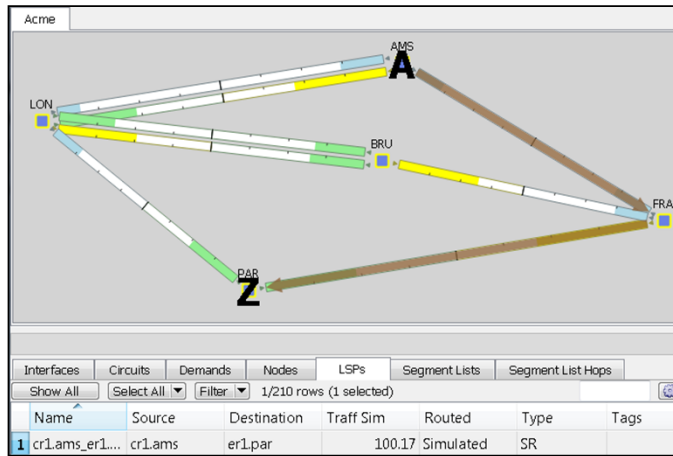 Acme
AMS
A
LON
BRU
FRA
PAR
Z
Interfaces Circuits Demands Nodes LSPs Segment Lists Segment List Hops
Show All Select All Filter 1/210 rows (1 selected)
Name Source Destination Traff Sim Routed Type Tags
1 cr1.ams_er1.... cr1.ams er1.par 100.17 Simulated SR